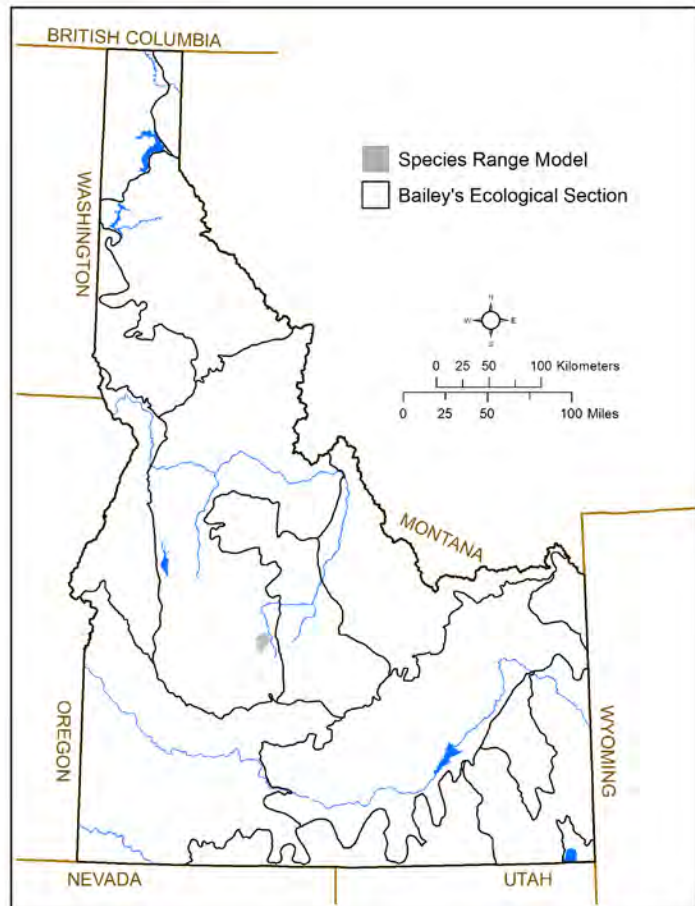 BRITISH COLUMBIA
WASHINGTON
Species Range Model
Bailey's Ecological Section
N
W
E
S
0 25 50 100 Kilometers
0 25 50 100 Miles
MONTANA
OREGON
WYOMING
NEVADA
UTAH